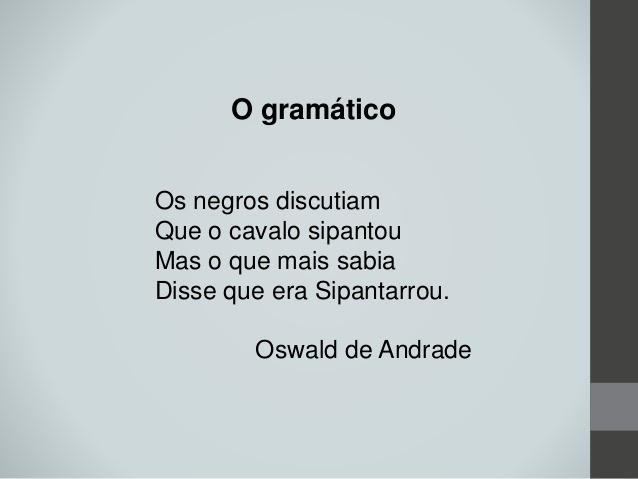 O gramático
Os negros discutiam
Que o cavalo sipantou
Mas o que mais sabia
Disse que era Sipantarrou.
Oswald de Andrade